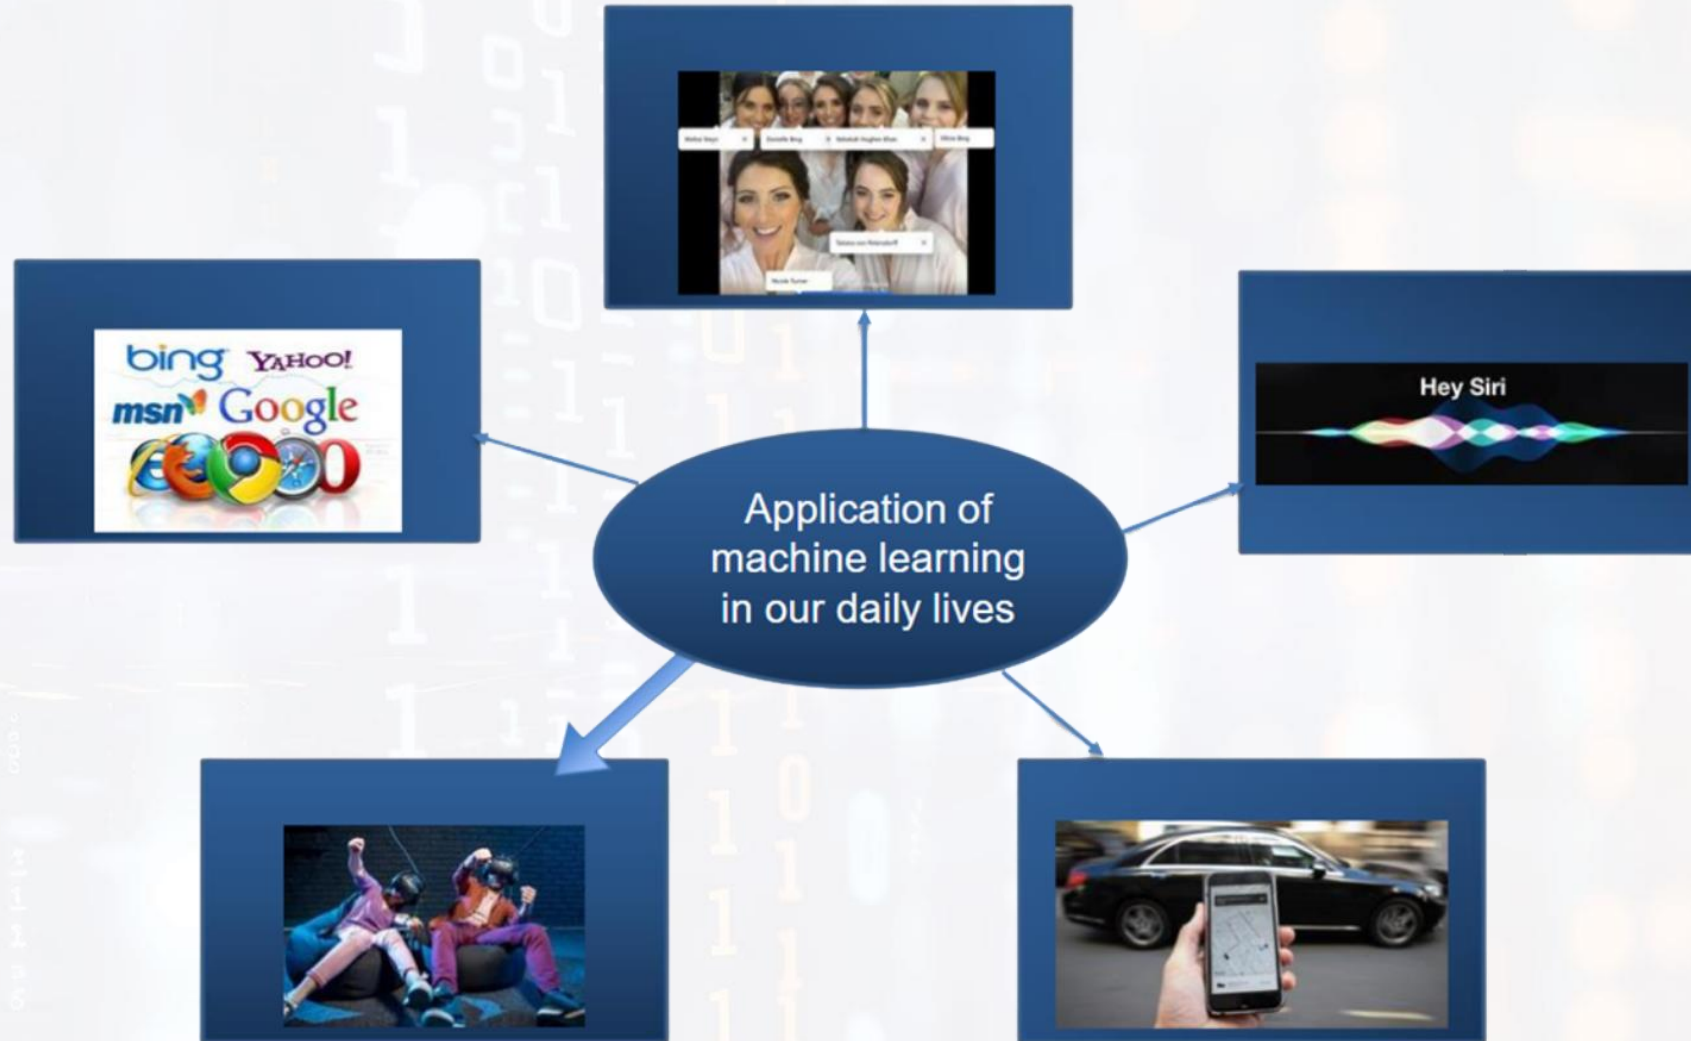 bing YAHOO!
msn Google
Hey Siri
Application of
machine learning
in our daily lives